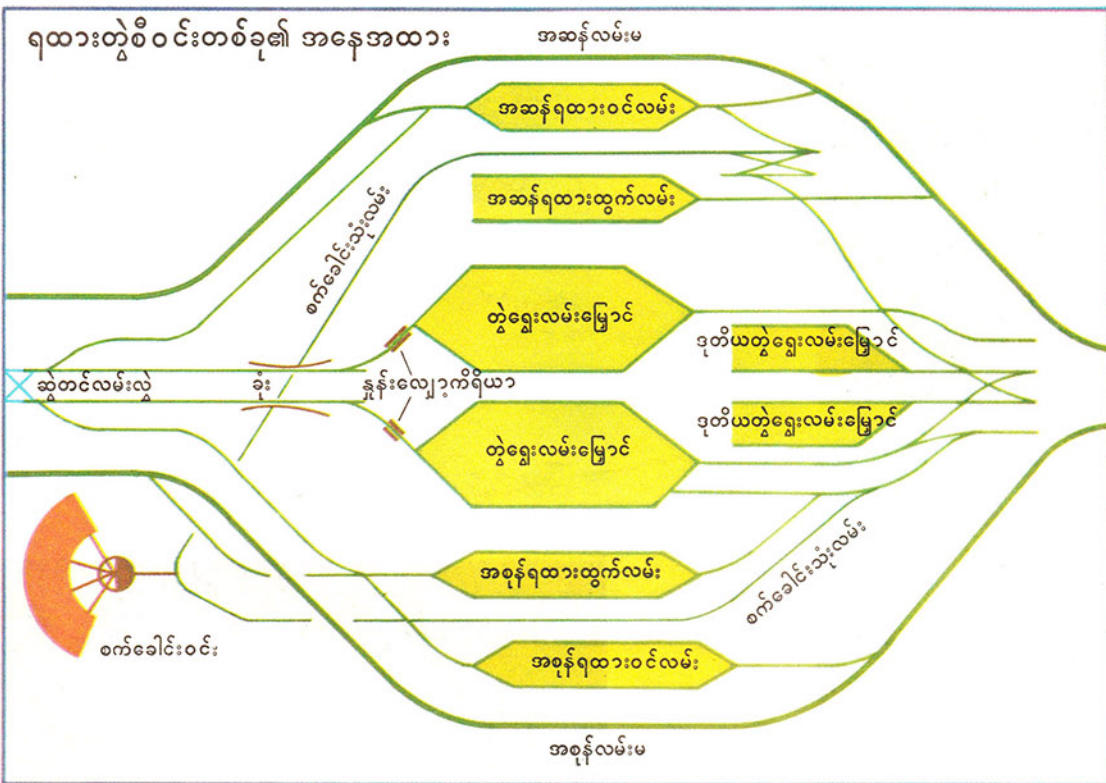 ရထားတွဲစီဝင်းတစ်ခု၏ အနေအထား
အဆန်လမ်းမ
အဆန်ရထားဝင်လမ်း
စက်ခေါင်းသုံးလမ်း
အဆန်ရထားထွက်လမ်း
တွဲရွေးလမ်းမြှောင်
ဒုတိယတွဲရွေးလမ်းမြှောင်
ဆွဲတင်လမ်းလွဲ
ခုံး
နှုန်းလျှော့ကိရိယာ
ဒုတိယတွဲရွေးလမ်းမြှောင်
တွဲရွေးလမ်းမြှောင်
အစုန်ရထားထွက်လမ်း
စက်ခေါင်းသုံးလမ်း
စက်ခေါင်းဝင်း
အစုန်ရထားဝင်လမ်း
အစုန်လမ်းမ